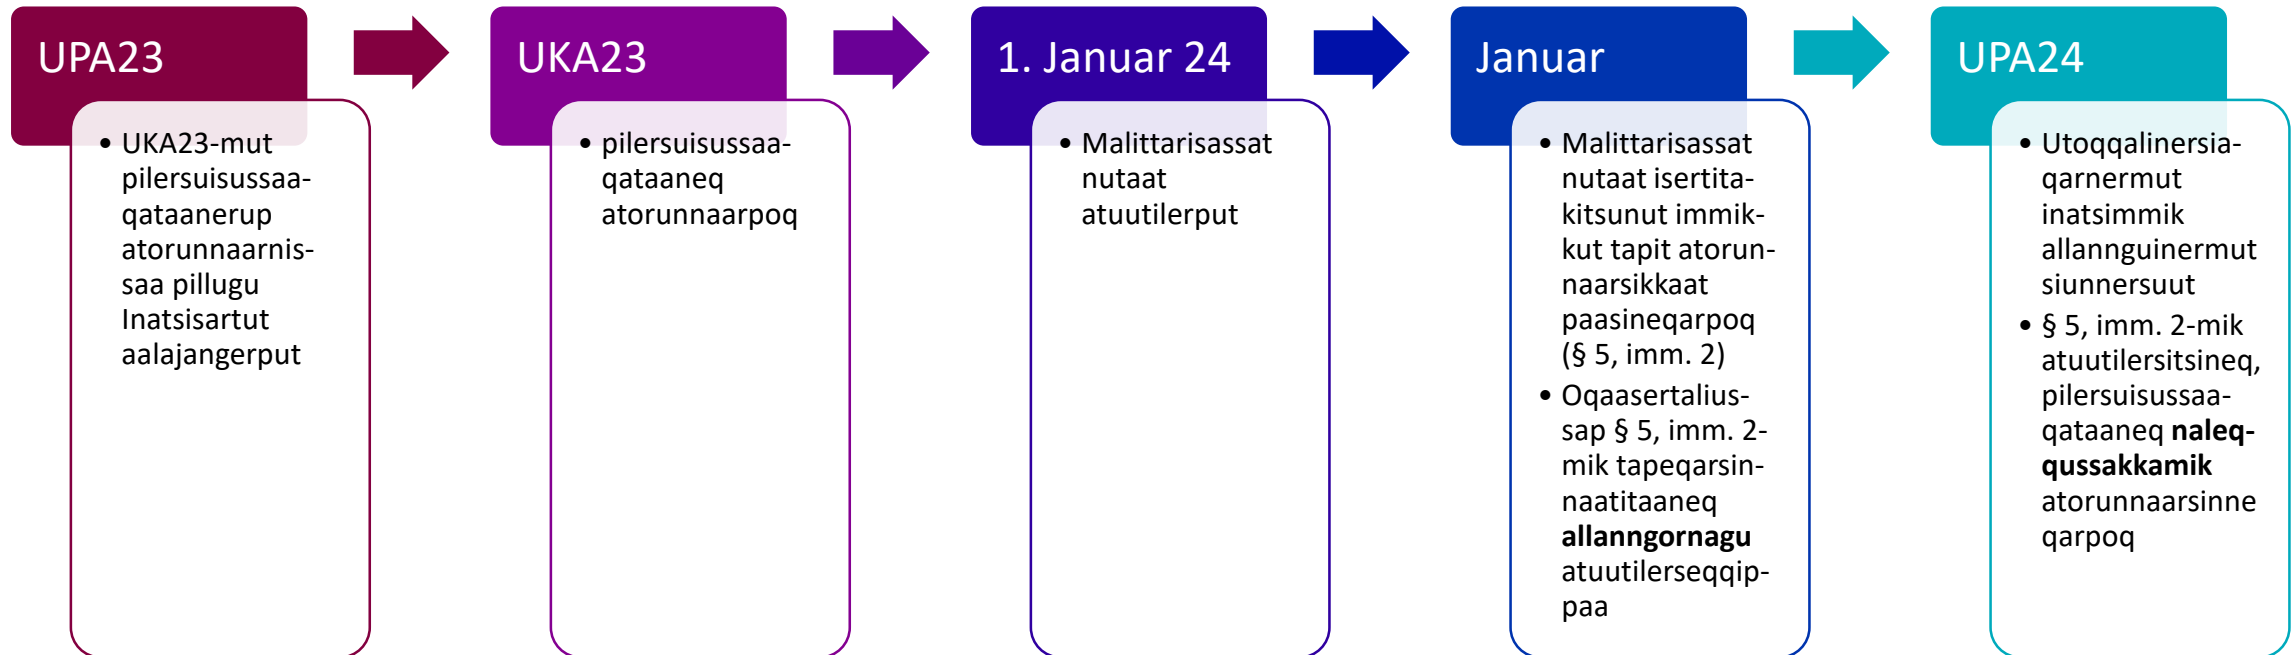 UPA23
• UKA23-mut
pilersuisussaa-
qataanerup
atorunnaarnis-
saa pillugu
Inatsisartut
aalajangerput
UKA23
• pilersuisussaa-
qataaneq
atorunnaarpoq
1. Januar 24
• Malittarisassat
nutaat
atuutilerput
Januar
• Malittarisassat
nutaat isertita-
kitsunut immik-
kut tapit atorun-
naarsikkaat
paasineqarpoq
(§ 5, imm. 2)
• Oqaasertalius-
sap § 5, imm. 2-
mik tapeqarsin-
naatitaaneq
allanngornagu
atuutilerseqqip-
paa
UPA24
• Utoqqalinersia-
qarnermut
inatsimmik
allannguinermut
siunnersuut
• § 5, imm. 2-mik
atuutilersitsineq,
pilersuisussaa-
qataaneq naleq-
qussakkamik
atorunnaarsinne
qarpoq